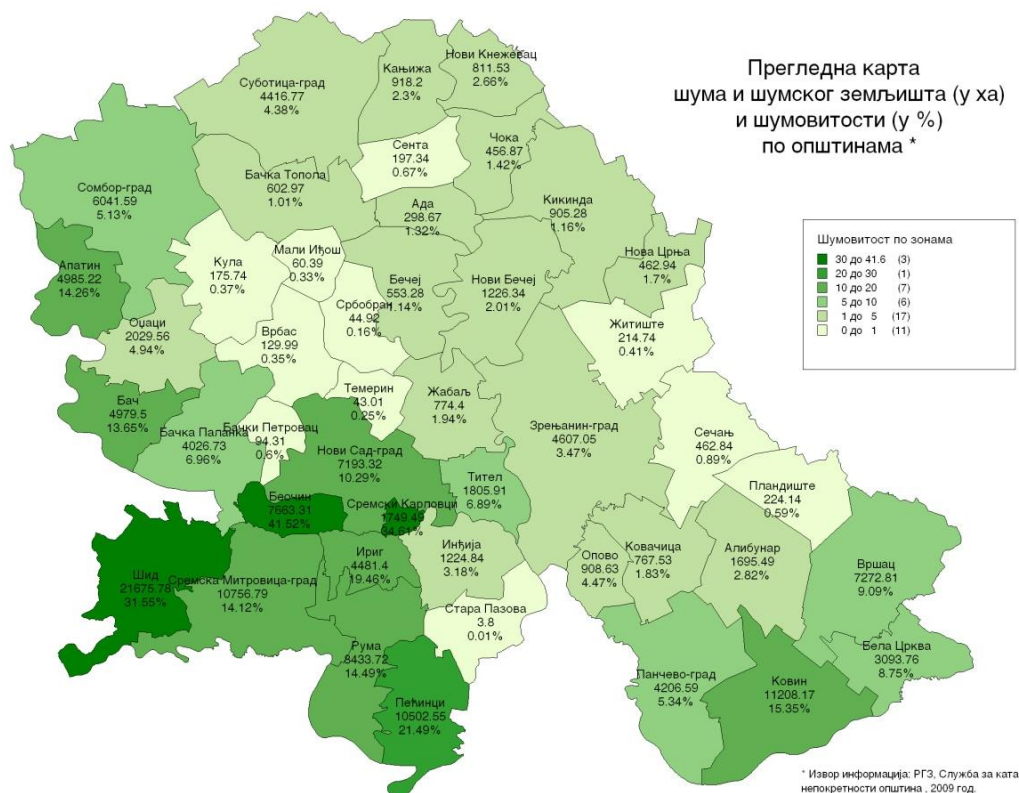 Прегледна карта
шума и шумског земљишта (у ха)
и шумовитости (у %)
по општинама *
Суботица-град
4416.77
4.38%
Кањижа
918.2
2.3%
Нови Кнежевац
811.53
2.66%
Сента
197.34
0.67%
Чока
456.87
1.42%
Сомбор-град
6041.59
5.13%
Бачка Топола
602.97
1.01%
Ада
298.67
1.32%
Кикинда
905.28
1.16%
Апатин
4985.22
14.26%
Кула
175.74
0.37%
Мали Иђош
60.39
0.33%
Бечеј
553.28
1.14%
Нови Бечеј
1226.34
2.01%
Нова Црња
462.94
1.7%
Србобран
44.92
0.16%
Оџаци
2029.56
4.94%
Врбас
129.99
0.35%
Житиште
214.74
0.41%
Темерин
43.01
0.25%
Жабаљ
774.4
1.94%
Бач
4979.5
13.65%
Бачка Паланка
4026.73
6.96%
Бачки Петровац
94.31
0.6%
Нови Сад-град
7193.32
10.29%
Зрењанин-град
4607.05
3.47%
Сечањ
462.84
0.89%
Тител
1805.91
6.89%
Пландиште
224.14
0.59%
Беочин
7663.31
41.52%
Сремски Карловци
1749.49
34.61%
Шид
21675.78
31.55%
Сремска Митровица-град
10756.79
14.12%
Ириг
4481.4
19.46%
Инђија
1224.84
3.18%
Опово
908.63
4.47%
Ковачица
767.53
1.83%
Алибунар
1695.49
2.82%
Вршац
7272.81
9.09%
Стара Пазова
3.8
0.01%
Рума
8433.72
14.49%
Пећинци
10502.55
21.49%
Панчево-град
4206.59
5.34%
Ковин
11208.17
15.35%
Бела Црква
3093.76
8.75%
Шумовитост по зонама
30 до 41.6 (3)
20 до 30 (1)
10 до 20 (7)
5 до 10 (6)
1 до 5 (17)
0 до 1 (11)
* Извор информација: РГЗ, Служба за ката
непокретности општина , 2009 год.